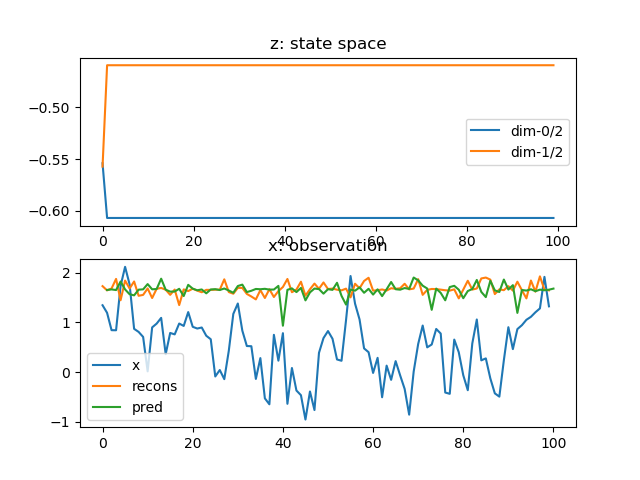 z: state space
−0.50
−0.55
−0.60
dim-0/2
dim-1/2
0
20
40
60
80
100
x: observation
2
1
0
−1
x
recons
pred
0
20
40
60
80
100